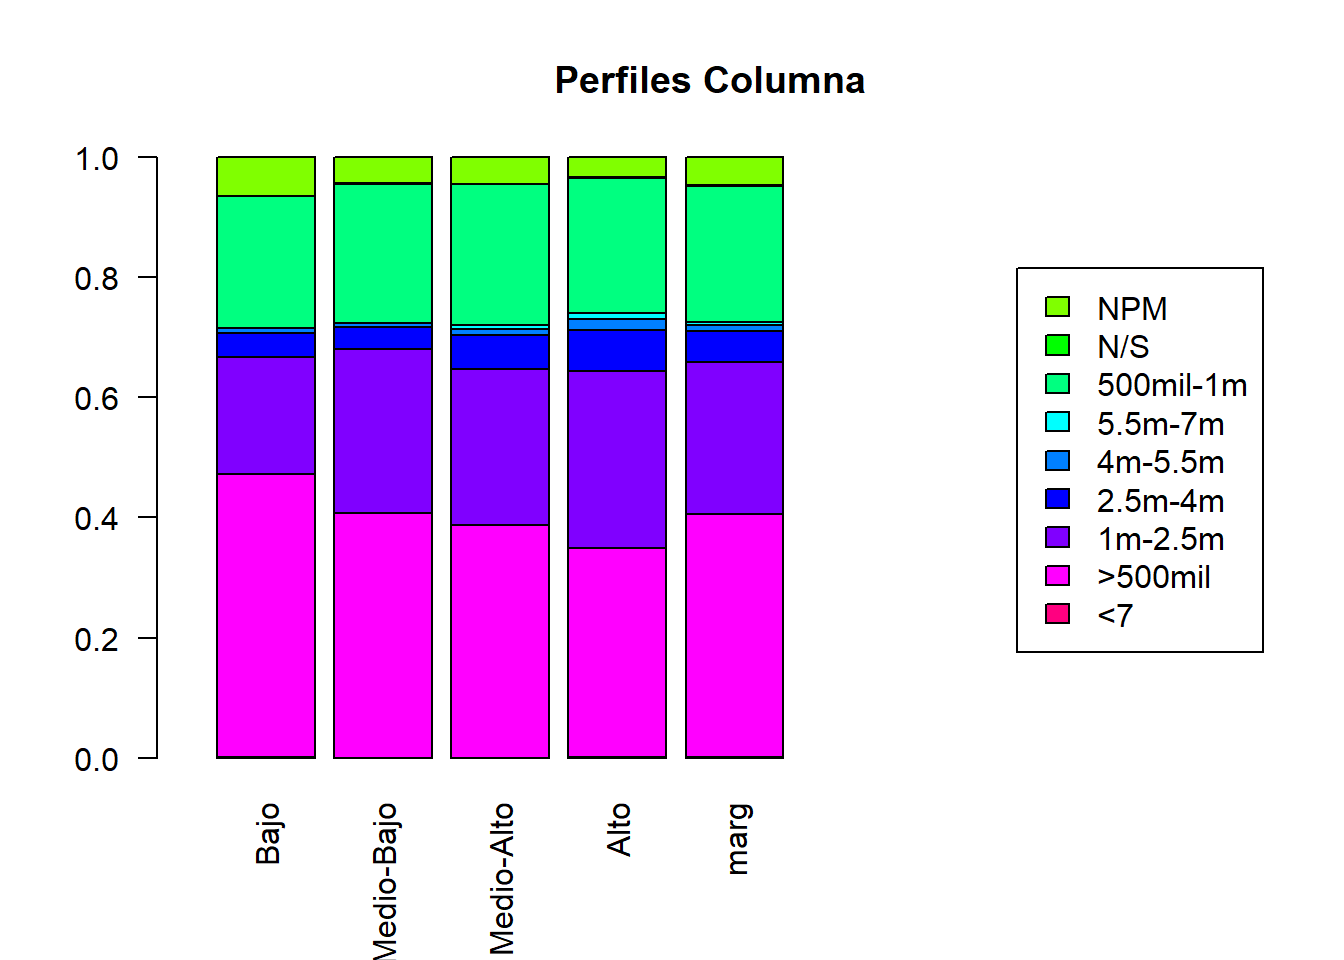 Perfiles Columna
1.0
0.8
0.6
0.4
0.2
0.0
Bajo
Medio-Bajo
Medio-Alto
Alto
marg
NPM
N/S
500mil-1m
5.5m-7m
4m-5.5m
2.5m-4m
1m-2.5m
>500mil
<7